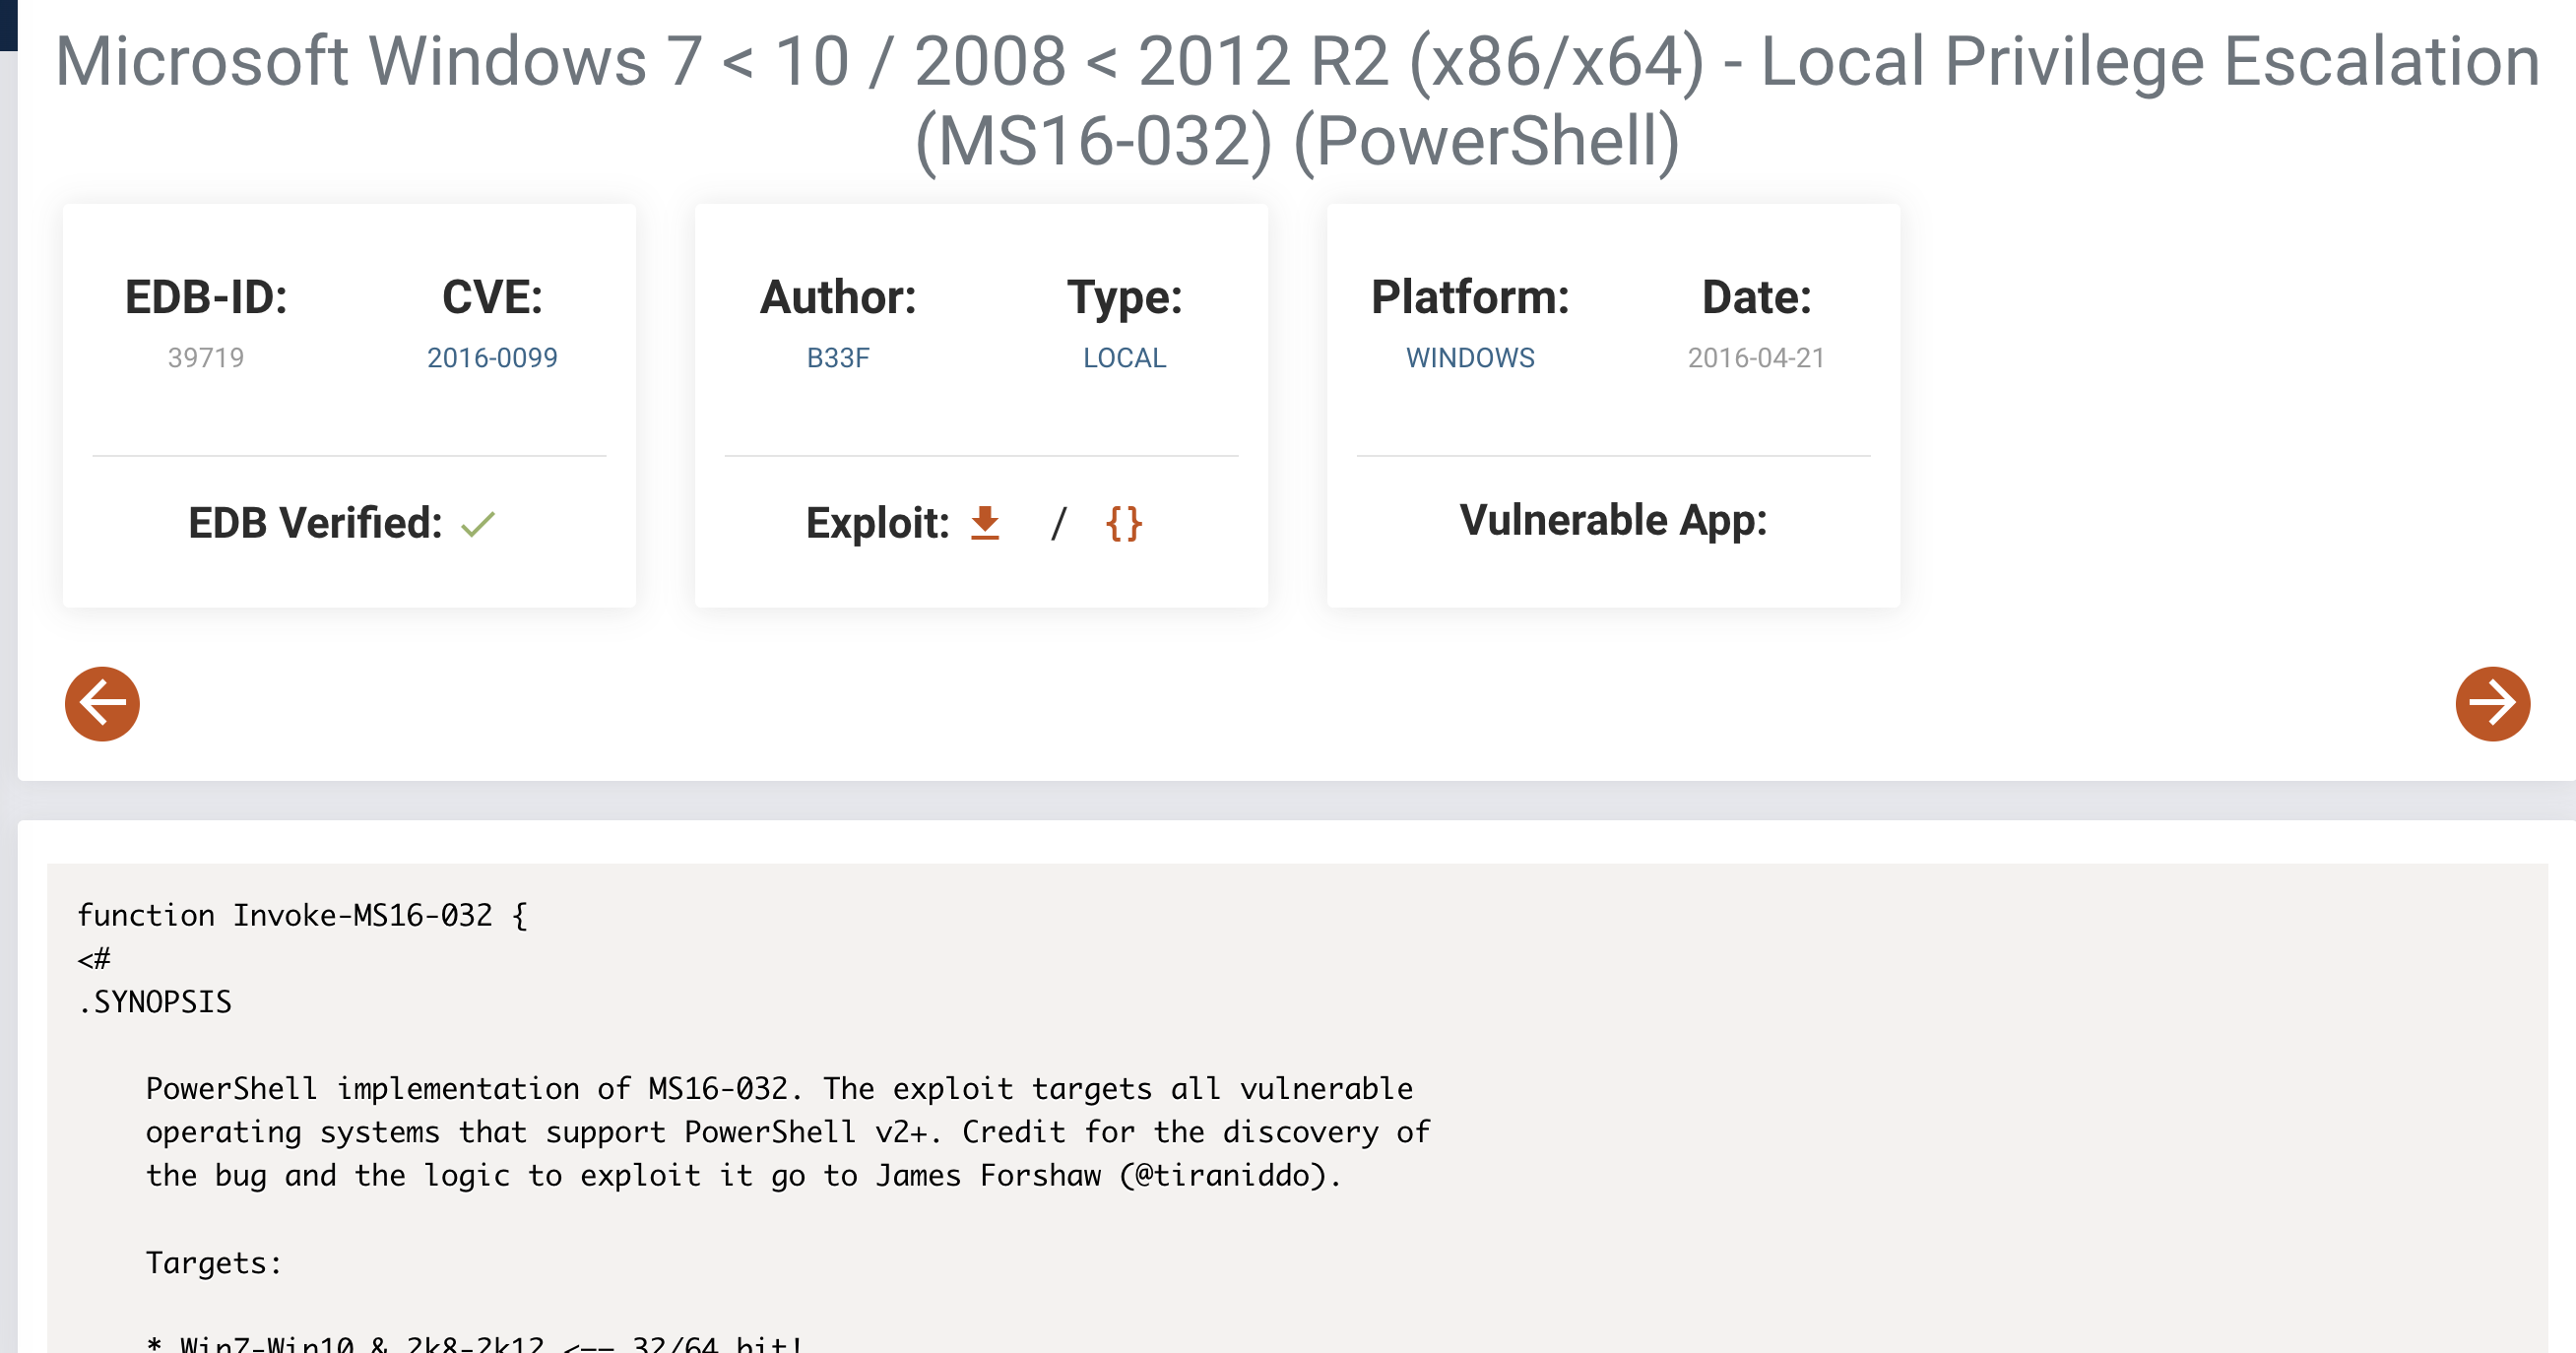 Microsoft Windows 7 < 10 / 2008 < 2012 R2 (x86/x64) - Local Privilege Escalation
(MS16-032) (PowerShell)
EDB-ID:
39719
CVE:
2016-0099
EDB Verified:
Author:
B33F
Type:
LOCAL
Exploit: / {}
Platform:
WINDOWS
Date:
2016-04-21
Vulnerable App:
function Invoke-MS16-032 {
<#
.SYNOPSIS
PowerShell implementation of MS16-032. The exploit targets all vulnerable
operating systems that support PowerShell v2+. Credit for the discovery of
the bug and the logic to exploit it go to James Forshaw (@tiraniddo).
Targets:
* Win7-Win10 & 2k8-2k12 <== 32/64 bit!